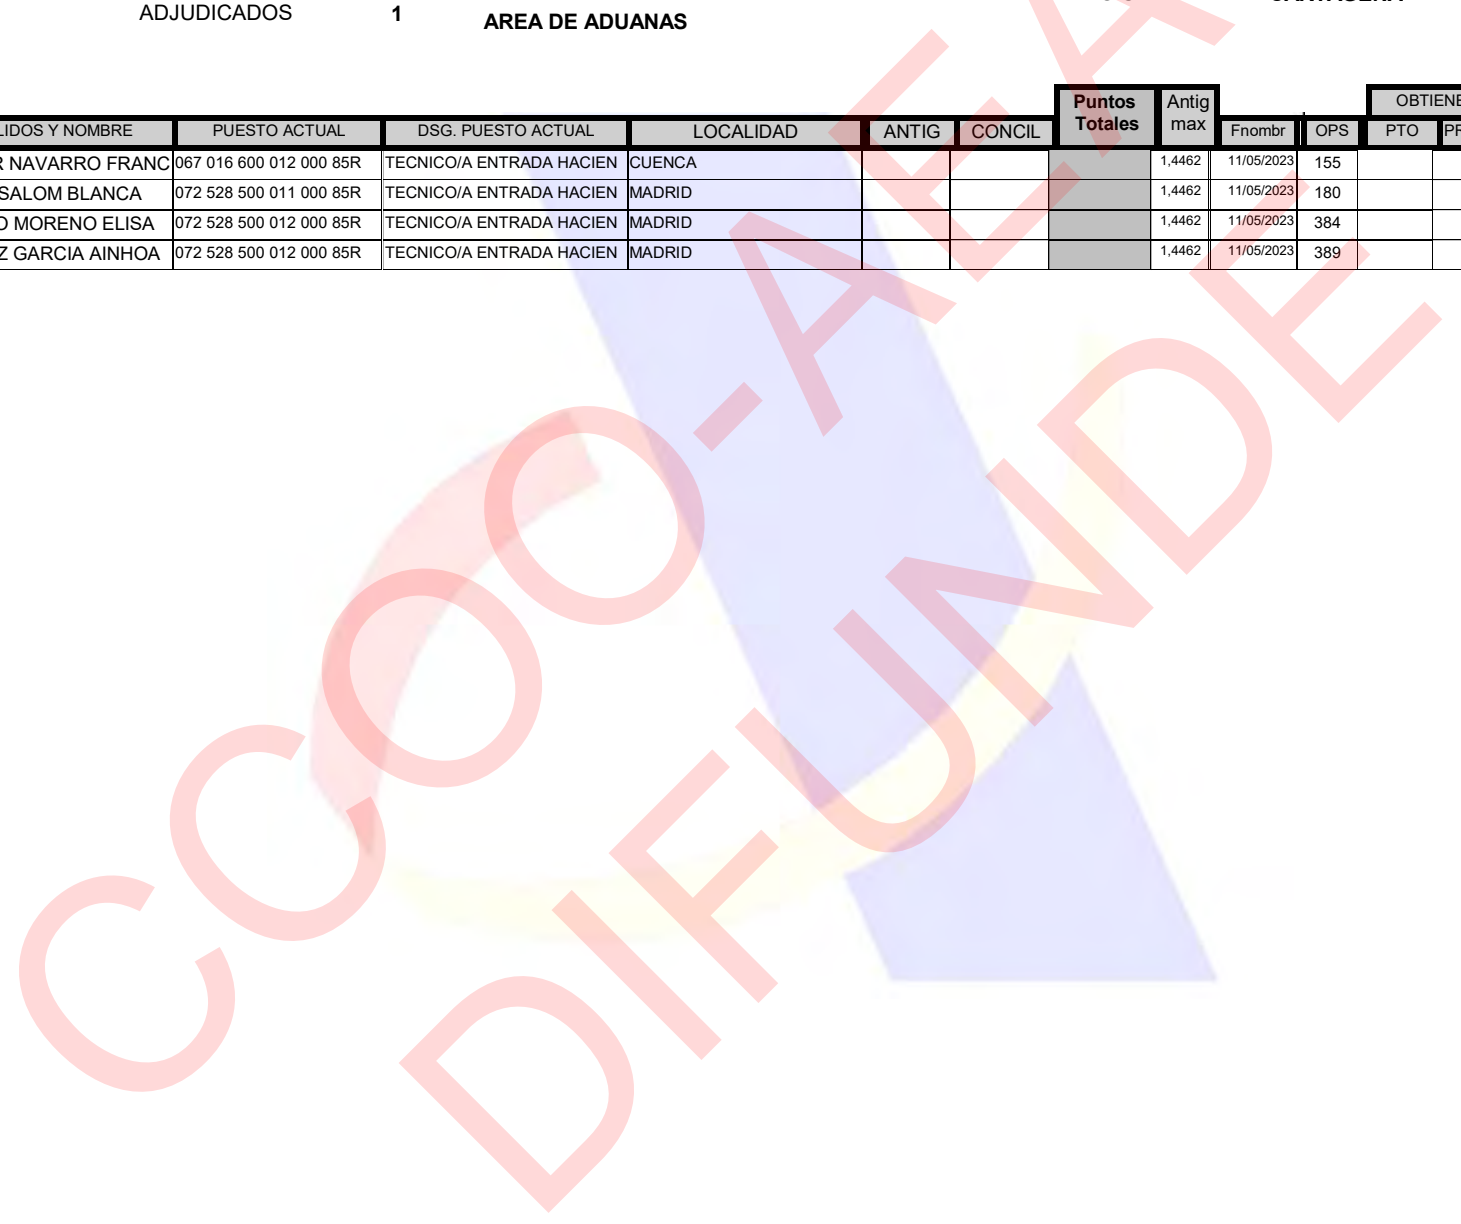 ADJUDICADOS 1 AREA DE ADUANAS
Puntos Totales Antig max OBTIENE
LIDOS Y NOMBRE PUESTO ACTUAL DSG. PUESTO ACTUAL LOCALIDAD ANTIG CONCIL Fnombr OPS PTO PR
R NAVARRO FRANC 067 016 600 012 000 85R TECNICO/A ENTRADA HACIEN CUENCA 1,4462 11/05/2023 155
SALOM BLANCA 072 528 500 011 000 85R TECNICO/A ENTRADA HACIEN MADRID 1,4462 11/05/2023 180
O MORENO ELISA 072 528 500 012 000 85R TECNICO/A ENTRADA HACIEN MADRID 1,4462 11/05/2023 384
Z GARCIA AINHOA 072 528 500 012 000 85R TECNICO/A ENTRADA HACIEN MADRID 1,4462 11/05/2023 389
CCOO-AEA
DIFUNDE